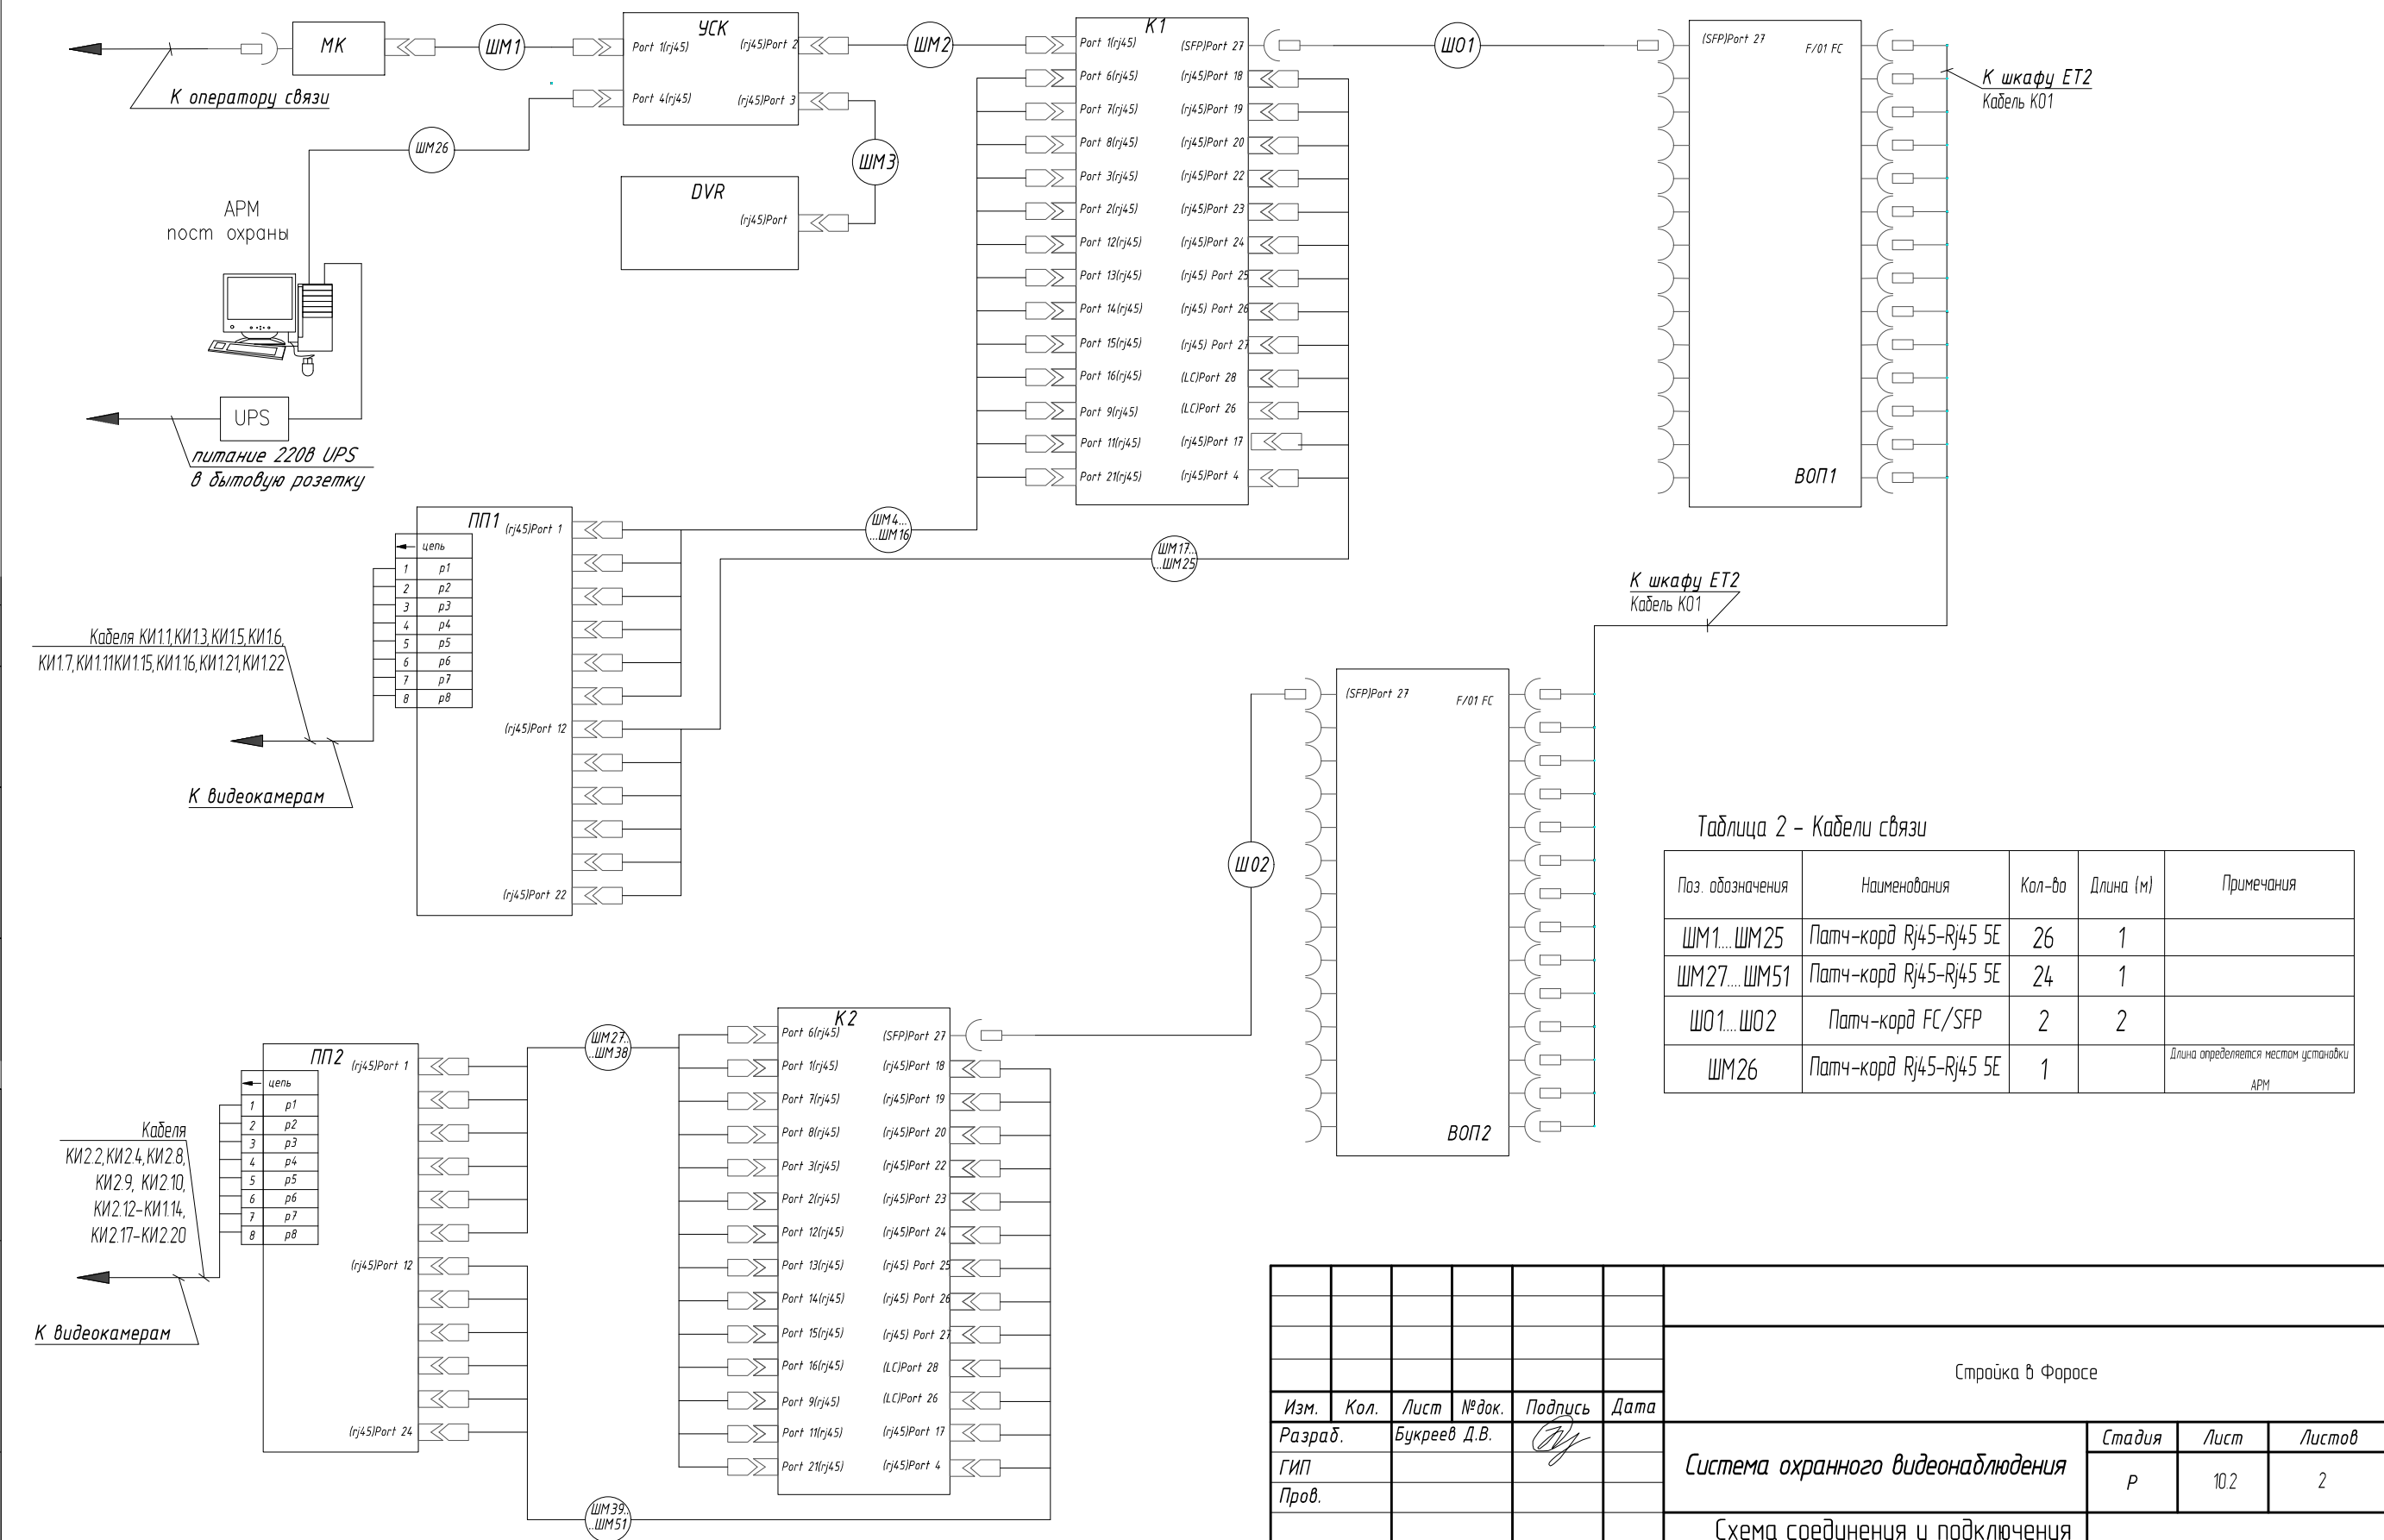 МК
ШМ1
К оператору связи
УСК
Port 1(rj45)
(rj45)Port 2
Port 4(rj45)
(rj45)Port 3
ШМ2
ШМ26
ШМ3
DVR
(rj45)Port
АРМ
пост охраны
UPS
питание 220В UPS
в бытовую розетку
К1
Port 1(rj45)
(SFP)Port 27
Port 6(rj45)
(rj45)Port 18
Port 7(rj45)
(rj45)Port 19
Port 8(rj45)
(rj45)Port 20
Port 3(rj45)
(rj45)Port 22
Port 2(rj45)
(rj45)Port 23
Port 12(rj45)
(rj45)Port 24
Port 13(rj45)
(rj45) Port 25
Port 14(rj45)
(rj45) Port 26
Port 15(rj45)
(rj45) Port 27
Port 16(rj45)
(LC)Port 28
Port 9(rj45)
(LC)Port 26
Port 11(rj45)
(rj45)Port 17
Port 21(rj45)
(rj45)Port 4
ШО1
(SFP)Port 27
F/01 FC
ВОП1
К шкафу ЕТ2
Кабель К01
ПП1
(rj45)Port 1
цепь
1 р1
2 р2
3 р3
4 р4
5 р5
6 р6
7 р7
8 р8
(rj45)Port 12
(rj45)Port 22
ШМ4...
...ШМ16
ШМ17..
...ШМ25
Кабеля КИ1.1,КИ1.3,КИ1.5,КИ1.6,
КИ1.7,КИ1.11КИ1.15,КИ1.16,КИ1.21,КИ1.22
К видеокамерам
К шкафу ЕТ2
Кабель К01
(SFP)Port 27
F/01 FC
ВОП2
ШО2
Таблица 2 - Кабели связи
Поз. обозначения Наименования Кол-во Длина (м) Примечания
ШМ1....ШМ25 Патч-корд Rj45-Rj45 5E 26 1
ШМ27....ШМ51 Патч-корд Rj45-Rj45 5E 24 1
ШО1....ШО2 Патч-корд FC/SFP 2 2
ШМ26 Патч-корд Rj45-Rj45 5E 1 Длина определяется местом установки
АРМ
ПП2
(rj45)Port 1
цепь
1 р1
2 р2
3 р3
4 р4
5 р5
6 р6
7 р7
8 р8
(rj45)Port 12
(rj45)Port 24
Кабеля
КИ2.2,КИ2.4,КИ2.8,
КИ2.9, КИ2.10,
КИ2.12-КИ1.14,
КИ2.17-КИ2.20
К видеокамерам
ШМ27..
..ШМ38
ШМ39..
..ШМ51
К2
Port 6(rj45)
(SFP)Port 27
Port 1(rj45)
(rj45)Port 18
Port 7(rj45)
(rj45)Port 19
Port 8(rj45)
(rj45)Port 20
Port 3(rj45)
(rj45)Port 22
Port 2(rj45)
(rj45)Port 23
Port 12(rj45)
(rj45)Port 24
Port 13(rj45)
(rj45) Port 25
Port 14(rj45)
(rj45) Port 26
Port 15(rj45)
(rj45) Port 27
Port 16(rj45)
(LC)Port 28
Port 9(rj45)
(LC)Port 26
Port 11(rj45)
(rj45)Port 17
Port 21(rj45)
(rj45)Port 4
Стройка в Форосе
Изм. Кол. Лист №док. Подпись Дата
Разраб. Букреев Д.В.
ГИП
Пров.
Система охранного видеонаблюдения
Стадия Лист Листов
Р 10.2 2
Схема соединения и подключения